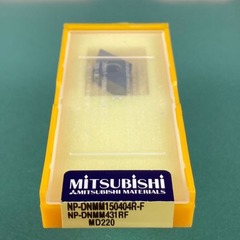 MITSUBISHI
MITSUBISHI MATERIALS
NP-DNMM150404R-F
NP-DNMM431RF
MD220